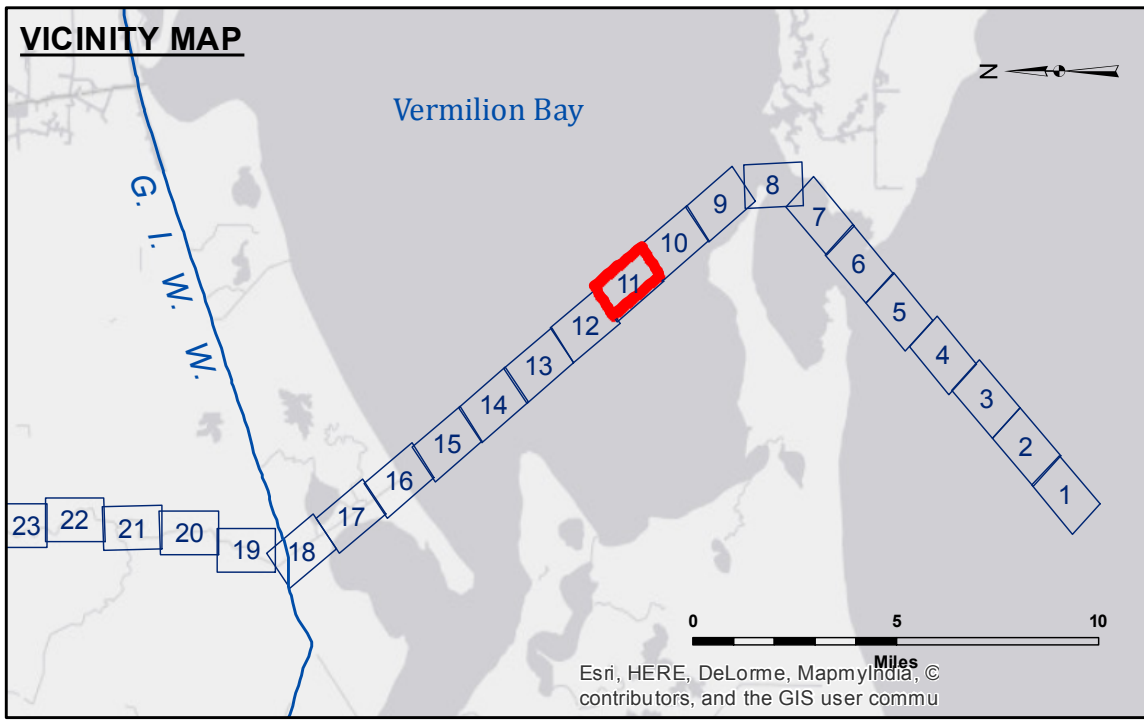 VICINITY MAP
N
Vermilion Bay
G. I. W. W.
8
9
7
10
6
11
5
12
4
13
3
14
2
15
16
1
17
23
22
21
20
19
18
0 5 10
Miles
Esri, HERE, DeLorme, MapmyIndia, ©
contributors, and the GIS user commu